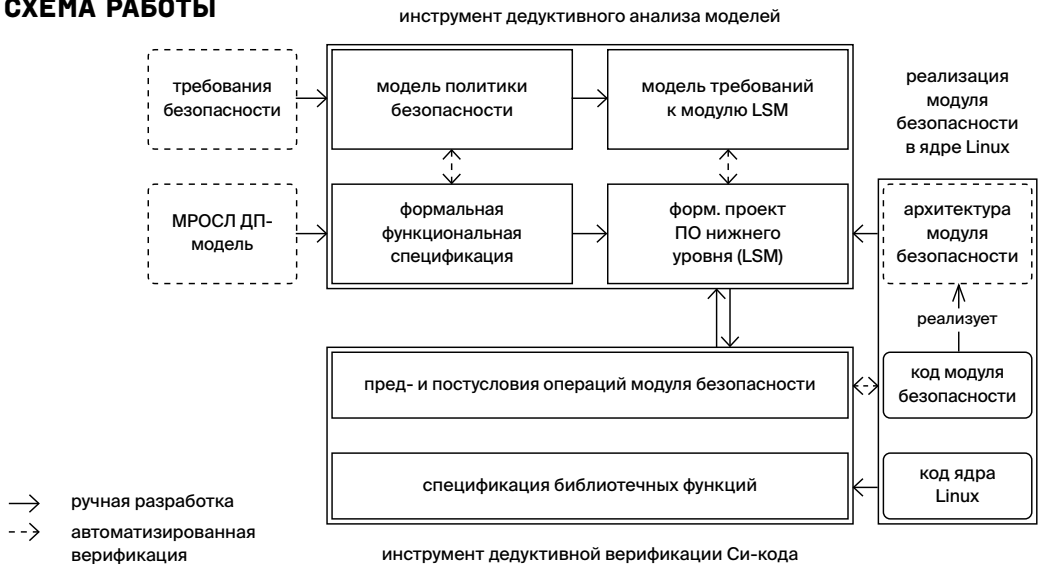 СХЕМА РАБОТЫ
инструмент дедуктивного анализа моделей
требования
безопасности
модель политики
безопасности
модель требований
к модулю LSM
реализация
модуля
безопасности
в ядре Linux
МРОСЛ ДП-
модель
формальная
функциональная
спецификация
форм. проект
ПО нижнего
уровня (LSM)
архитектура
модуля
безопасности
реализует
пред- и постусловия операций модуля безопасности
код модуля
безопасности
спецификация библиотечных функций
код ядра
Linux
ручная разработка
автоматизированная
верификация
инструмент дедуктивной верификации Си-кода